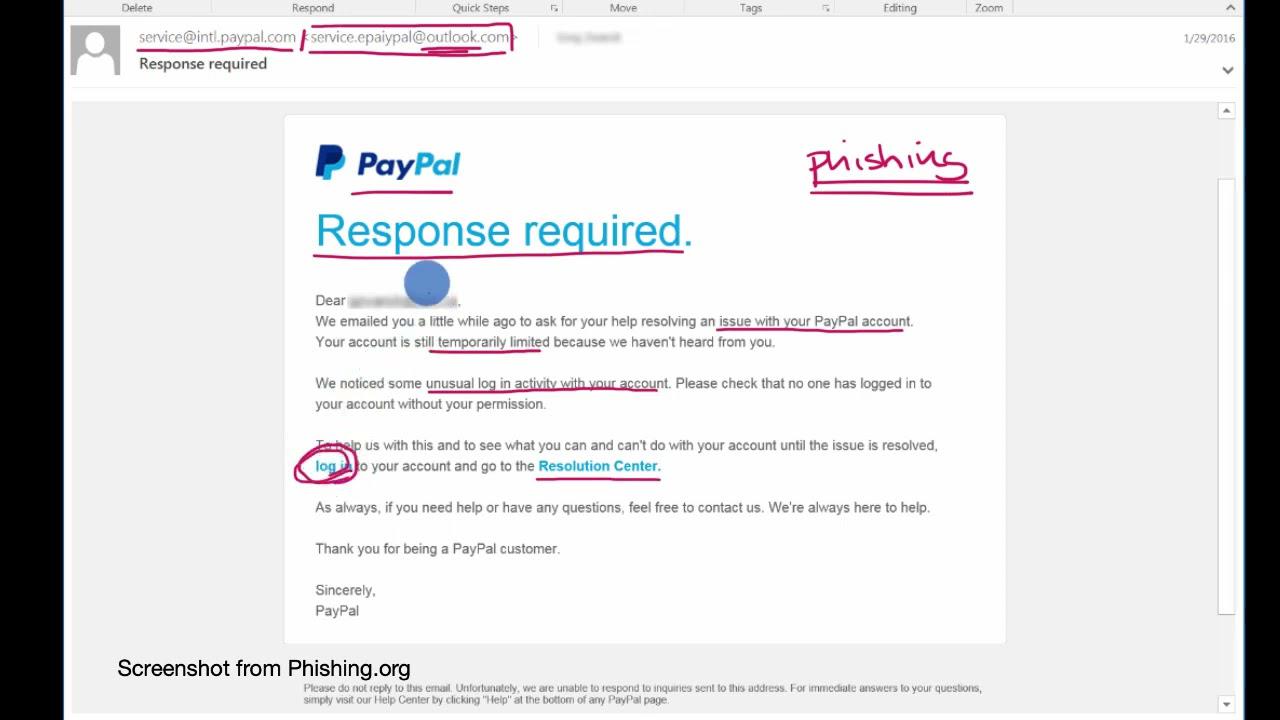 Delete Respond Quick Steps Move Tags Editing Zoom
service@intl.paypal.com <service.epaiypal@outlook.com>
1/29/2016
Response required
PayPal
phishing
Response required.
Dear ,
We emailed you a little while ago to ask for your help resolving an issue with your PayPal account.
Your account is still temporarily limited because we haven't heard from you.
We noticed some unusual log in activity with your account. Please check that no one has logged in to
your account without your permission.
To help us with this and to see what you can and can't do with your account until the issue is resolved,
log in to your account and go to the Resolution Center.
As always, if you need help or have any questions, feel free to contact us. We're always here to help.
Thank you for being a PayPal customer.
Sincerely,
PayPal
Screenshot from Phishing.org
Please do not reply to this email. Unfortunately, we are unable to respond to inquiries sent to this address. For immediate answers to your questions,
simply visit our Help Center by clicking "Help" at the bottom of any PayPal page.